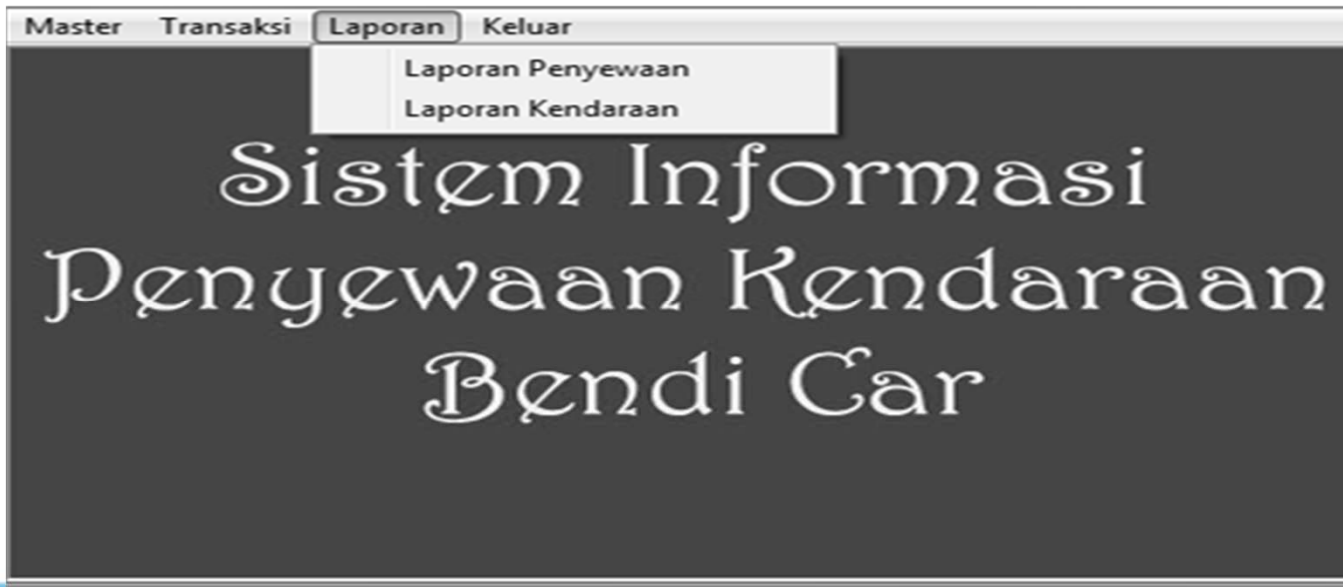 Master Transaksi Laporan Keluar
Laporan Penyewaan
Laporan Kendaraan
Sistem Informasi
Penyewaan Kendaraan
Bendi Car